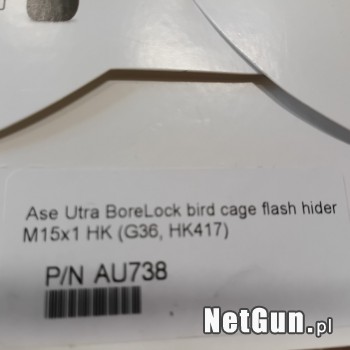 Ase Utra BoreLock bird cage flash hider
M15x1 HK (G36, HK417)
P/N AU738
NetGun.pl